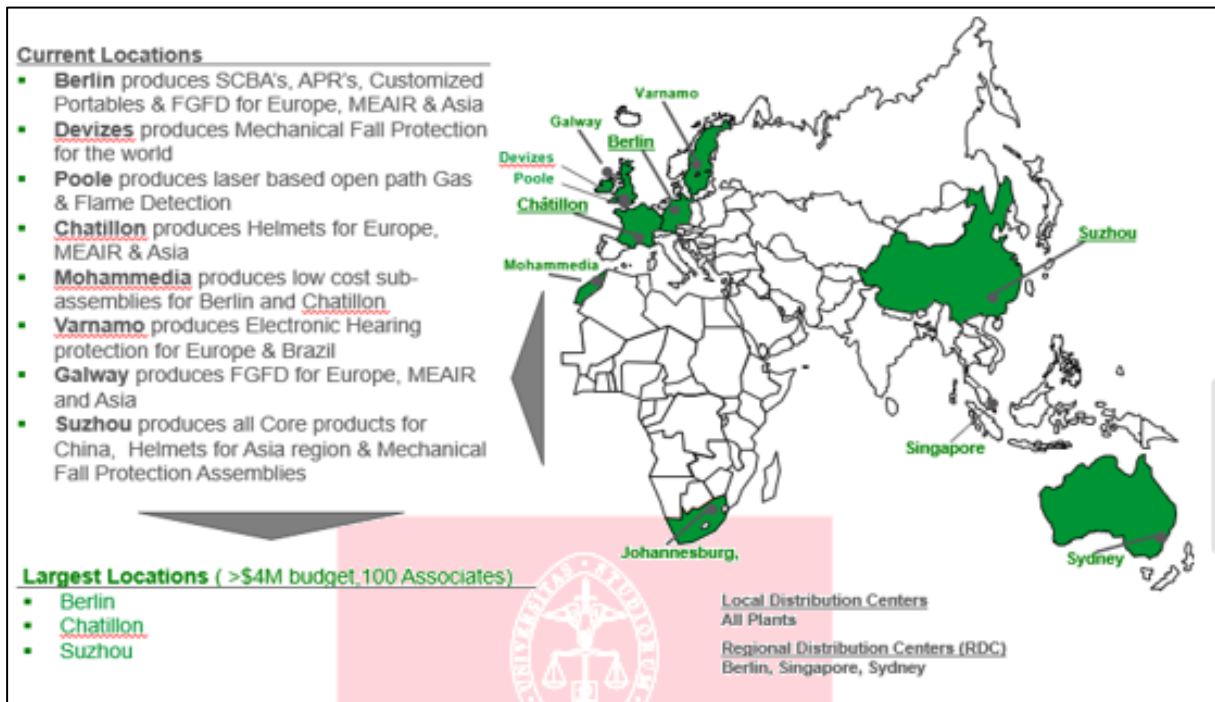 Current Locations
Berlin produces SCBA's, APR's, Customized
Portables & FGFD for Europe, MEAIR & Asia
Devizes produces Mechanical Fall Protection
for the world
Poole produces laser based open path Gas
& Flame Detection
Chatillon produces Helmets for Europe,
MEAIR & Asia
Mohammedia produces low cost sub-
assemblies for Berlin and Chatillon
Varnamo produces Electronic Hearing
protection for Europe & Brazil
Galway produces FGFD for Europe, MEAIR
and Asia
Suzhou produces all Core products for
China, Helmets for Asia region & Mechanical
Fall Protection Assemblies
Largest Locations ( >$4M budget,100 Associates)
Berlin
Chatillon
Suzhou
Varnamo
Galway
Berlin
Devizes
Poole
Châtillon
Mohammedia
Suzhou
Singapore
Johannesburg,
Sydney
Local Distribution Centers
All Plants
Regional Distribution Centers (RDC)
Berlin, Singapore, Sydney
UNIVERSITAS STUDIORUM